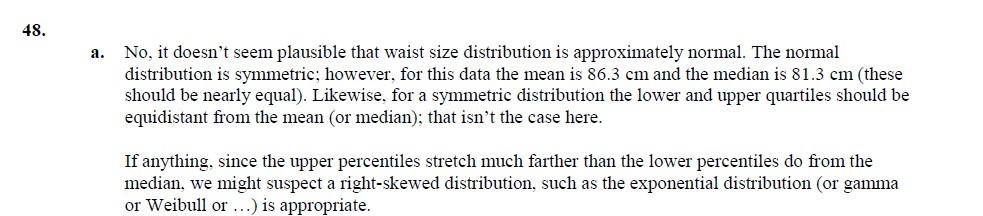 48.
a. No, it doesn't seem plausible that waist size distribution is approximately normal. The normal
distribution is symmetric; however, for this data the mean is 86.3 cm and the median is 81.3 cm (these
should be nearly equal). Likewise, for a symmetric distribution the lower and upper quartiles should be
equidistant from the mean (or median); that isn't the case here.
If anything, since the upper percentiles stretch much farther than the lower percentiles do from the
median, we might suspect a right-skewed distribution, such as the exponential distribution (or gamma
or Weibull or …) is appropriate.